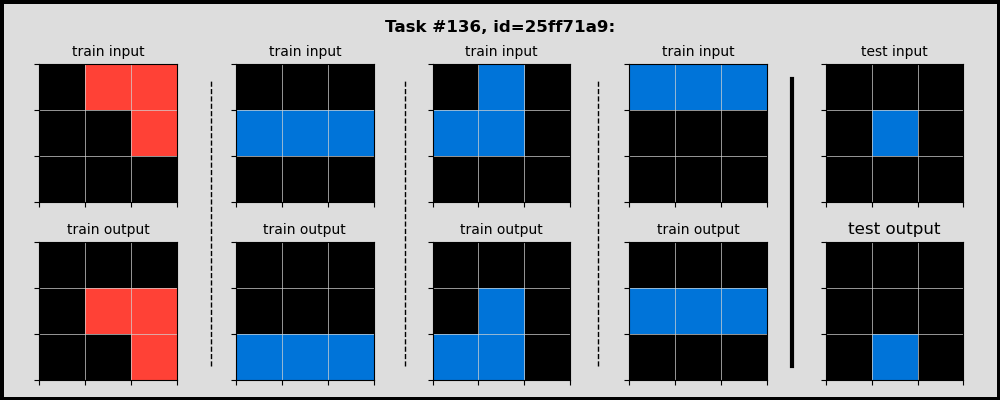 Task #136, id=25ff71a9:
train input train input train input train input test input
train output train output train output train output test output